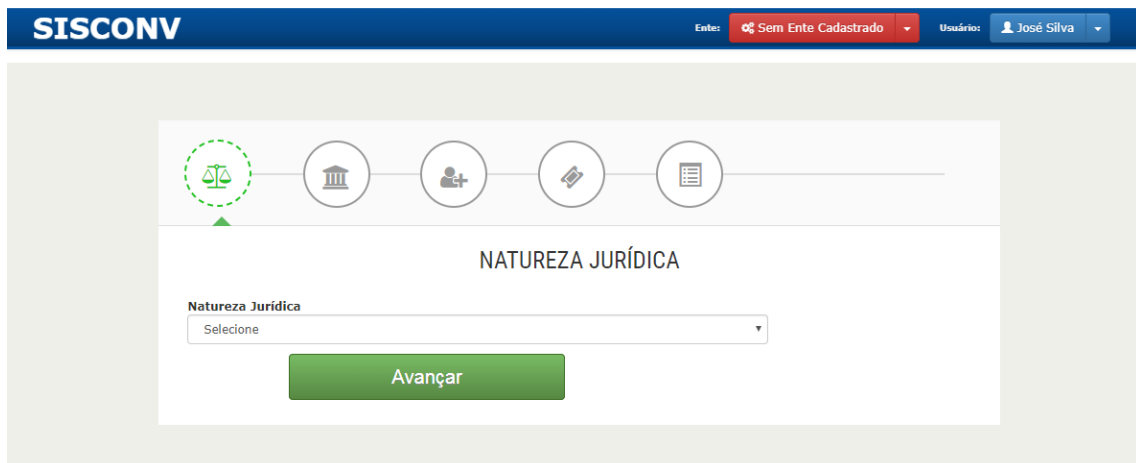 SISCONV
Ente: Sem Ente Cadastrado Usuário: José Silva
NATUREZA JURÍDICA
Natureza Jurídica
Selecione
Avançar